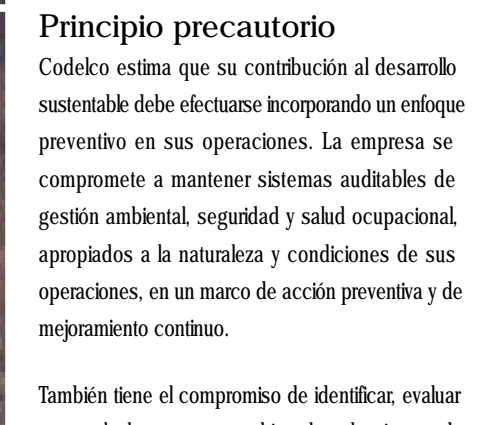 Principio precautorio
Codelco estima que su contribución al desarrollo
sustentable debe efectuarse incorporando un enfoque
preventivo en sus operaciones. La empresa se
compromete a mantener sistemas auditables de
gestión ambiental, seguridad y salud ocupacional,
apropiados a la naturaleza y condiciones de sus
operaciones, en un marco de acción preventiva y de
mejoramiento continuo.
También tiene el compromiso de identificar, evaluar